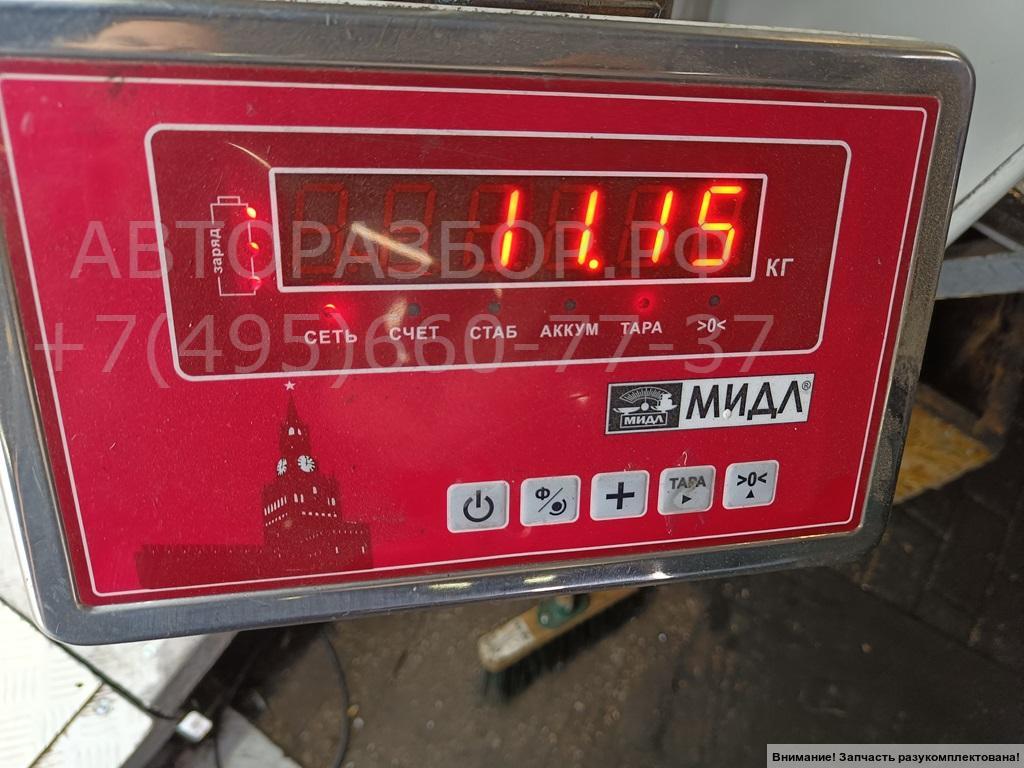 11.15
КГ
заряд
АВТОРАЗБОР.РФ
СЕТЬ СЧЕТ СТАБ АККУМ ТАРА >0<
+7(495)660-77-37
МИДЛ МИДЛ®
Ф + ТАРА >0<
Внимание! Запчасть разукомплектована!